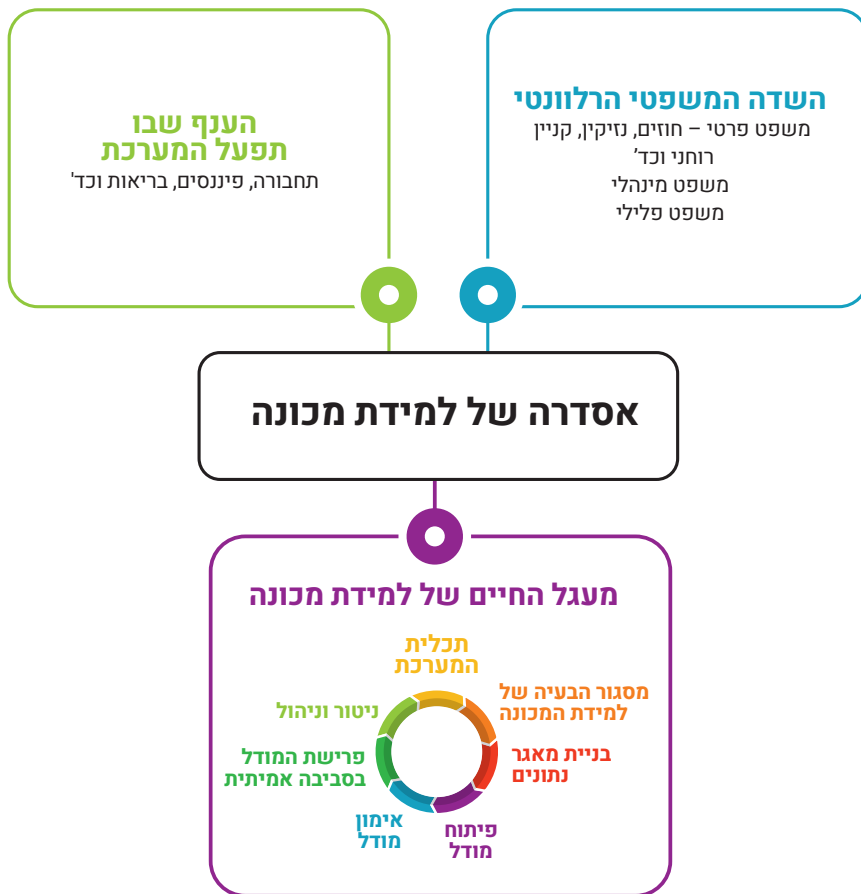 השדה המשפטי הרלוונטי
משפט פרטי – חוזים, נזיקין, קניין
רוחני וכד'
משפט מינהלי
משפט פלילי
הענף שבו
תפעל המערכת
תחבורה, פיננסים, בריאות וכד'
אסדרה של למידת מכונה
מעגל החיים של למידת מכונה
תכלית
המערכת
מסגור הבעיה של
למידת המכונה
בניית מאגר
נתונים
פיתוח
מודל
אימון
מודל
פרישת המודל
בסביבה אמיתית
ניטור וניהול